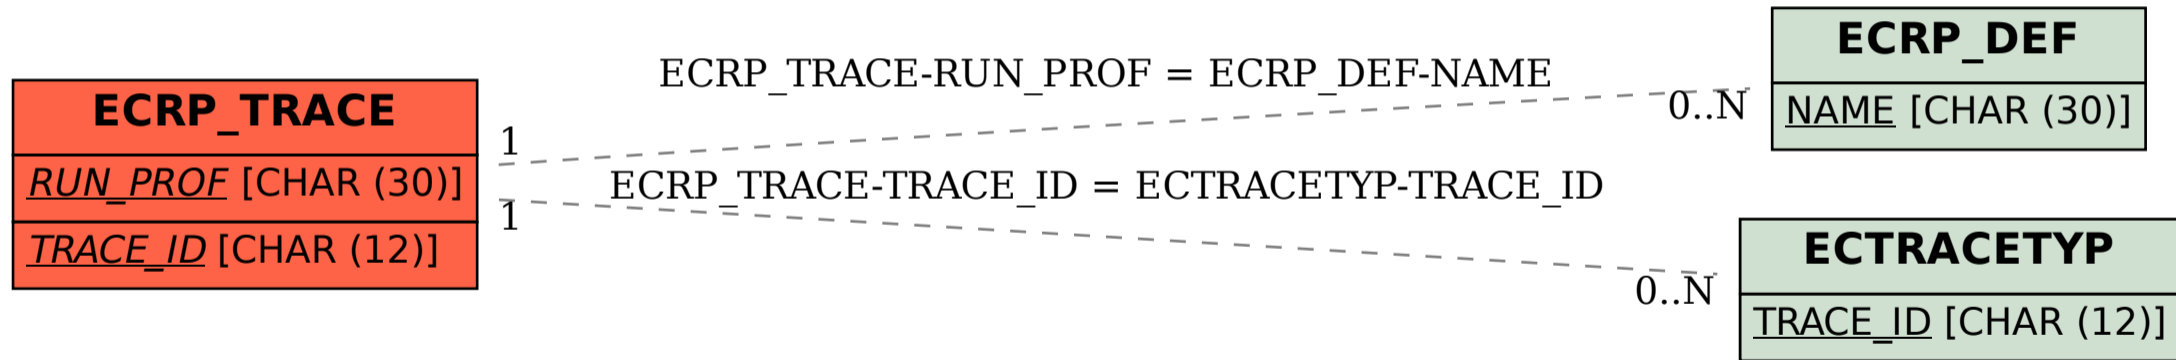 ECRP_TRACE
RUN_PROF [CHAR (30)]
TRACE_ID [CHAR (12)]
ECRP_TRACE-RUN_PROF = ECRP_DEF-NAME
1
0..N
ECRP_TRACE-TRACE_ID = ECTRACETYP-TRACE_ID
1
0..N
ECRP_DEF
NAME [CHAR (30)]
ECTRACETYP
TRACE_ID [CHAR (12)]